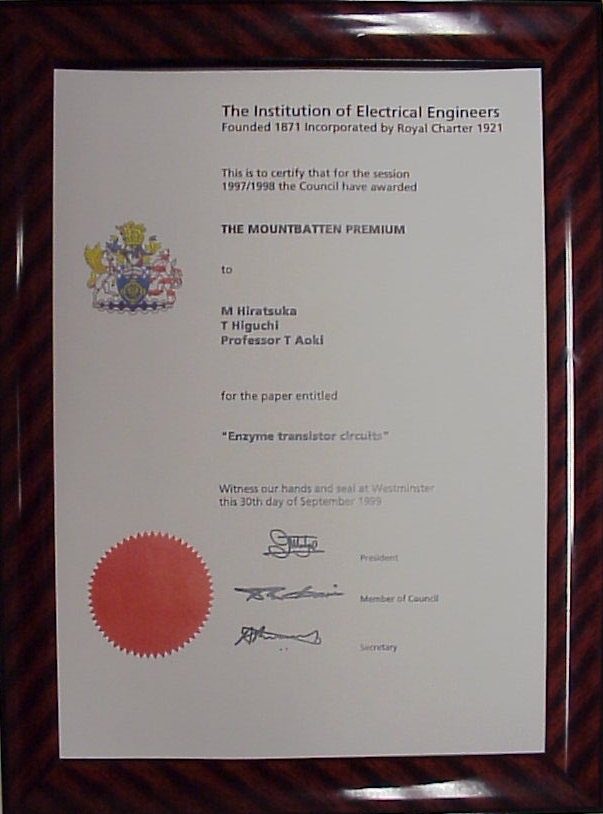 The Institution of Electrical Engineers
Founded 1871 Incorporated by Royal Charter 1921
This is to certify that for the session
1997/1998 the Council have awarded
THE MOUNTBATTEN PREMIUM
to
M Hiratsuka
T Higuchi
Professor T Aoki
for the paper entitled
"Enzyme transistor circuits"
Witness our hands and seal at Westminster
this 30th day of September 1999
President
Member of Council
Secretary